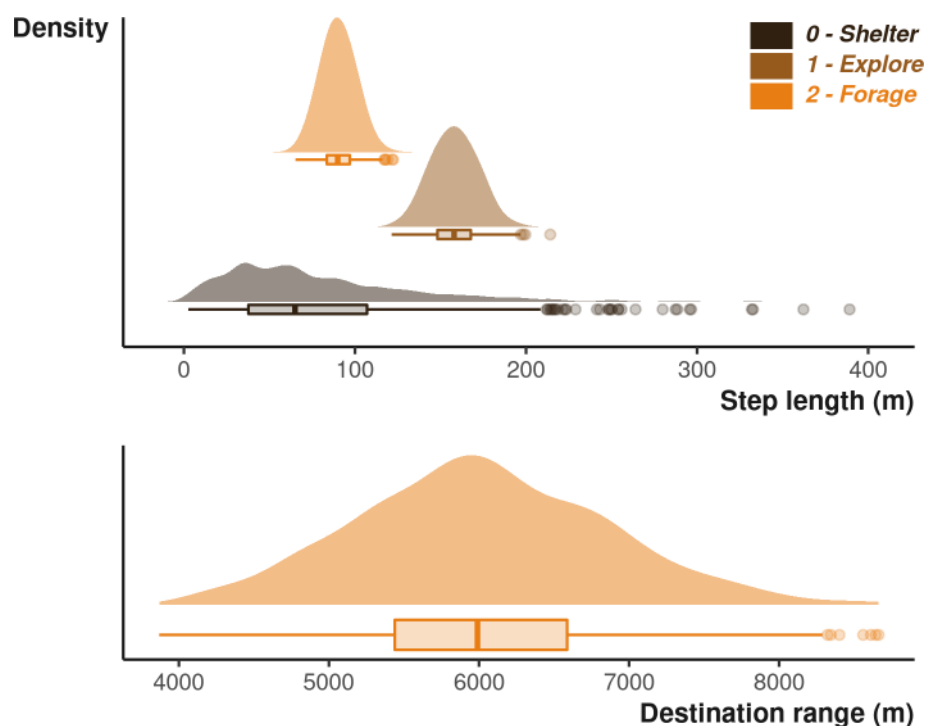 Density
0 - Shelter
1 - Explore
2 - Forage
0 100 200 300 400
Step length (m)
4000 5000 6000 7000 8000
Destination range (m)